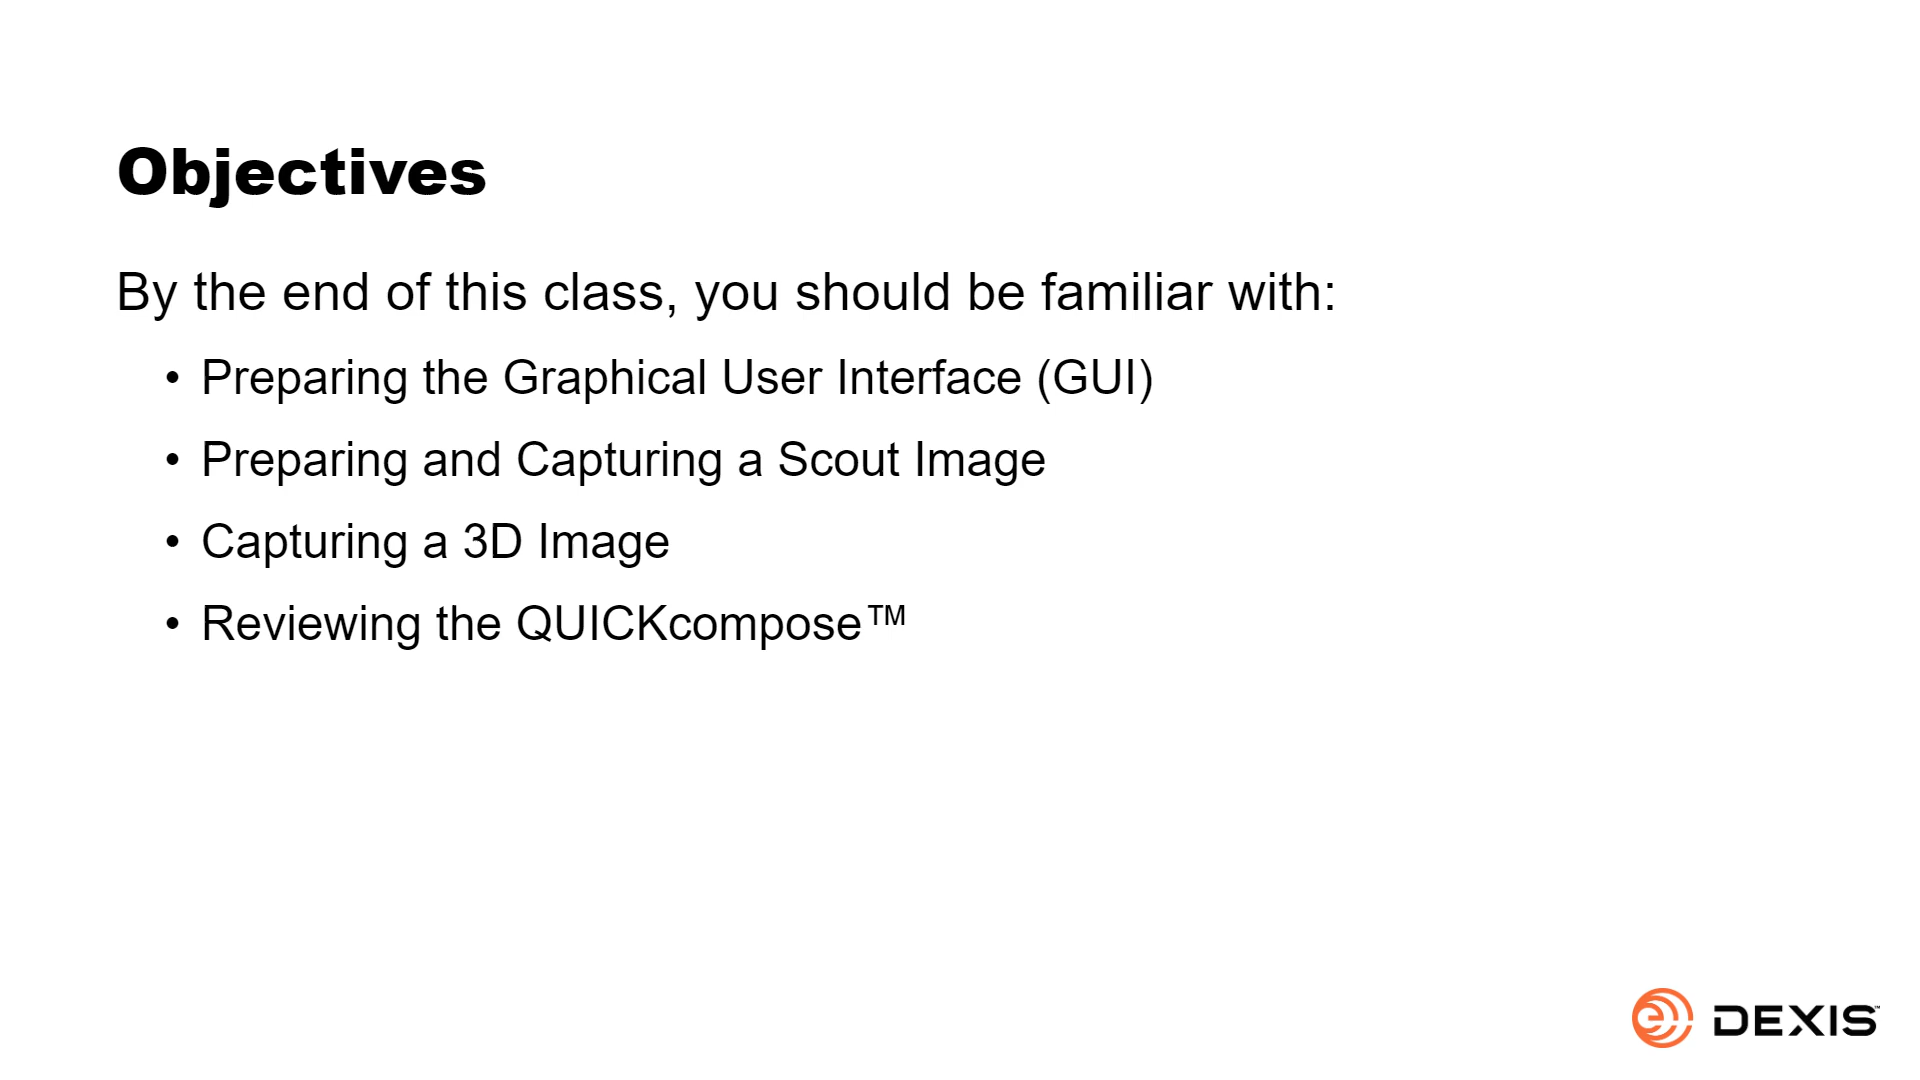 Objectives
By the end of this class, you should be familiar with:
• Preparing the Graphical User Interface (GUI)
• Preparing and Capturing a Scout Image
• Capturing a 3D Image
• Reviewing the QUICKcompose™
DEXIS™